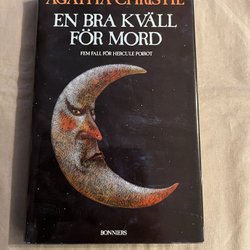 AGATHA CHRISTIE
EN BRA KVÄLL
FÖR MORD
FEM FALL FÖR HERCULE POIROT
BONNIERS